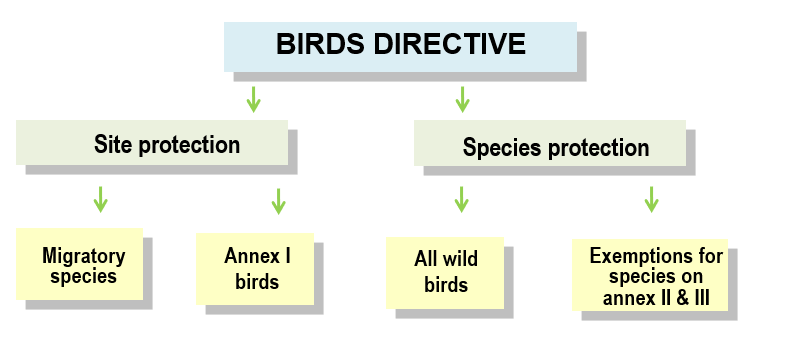 BIRDS DIRECTIVE
Site protection
Species protection
Migratory
species
Annex I
birds
All wild
birds
Exemptions for
species on
annex II & III